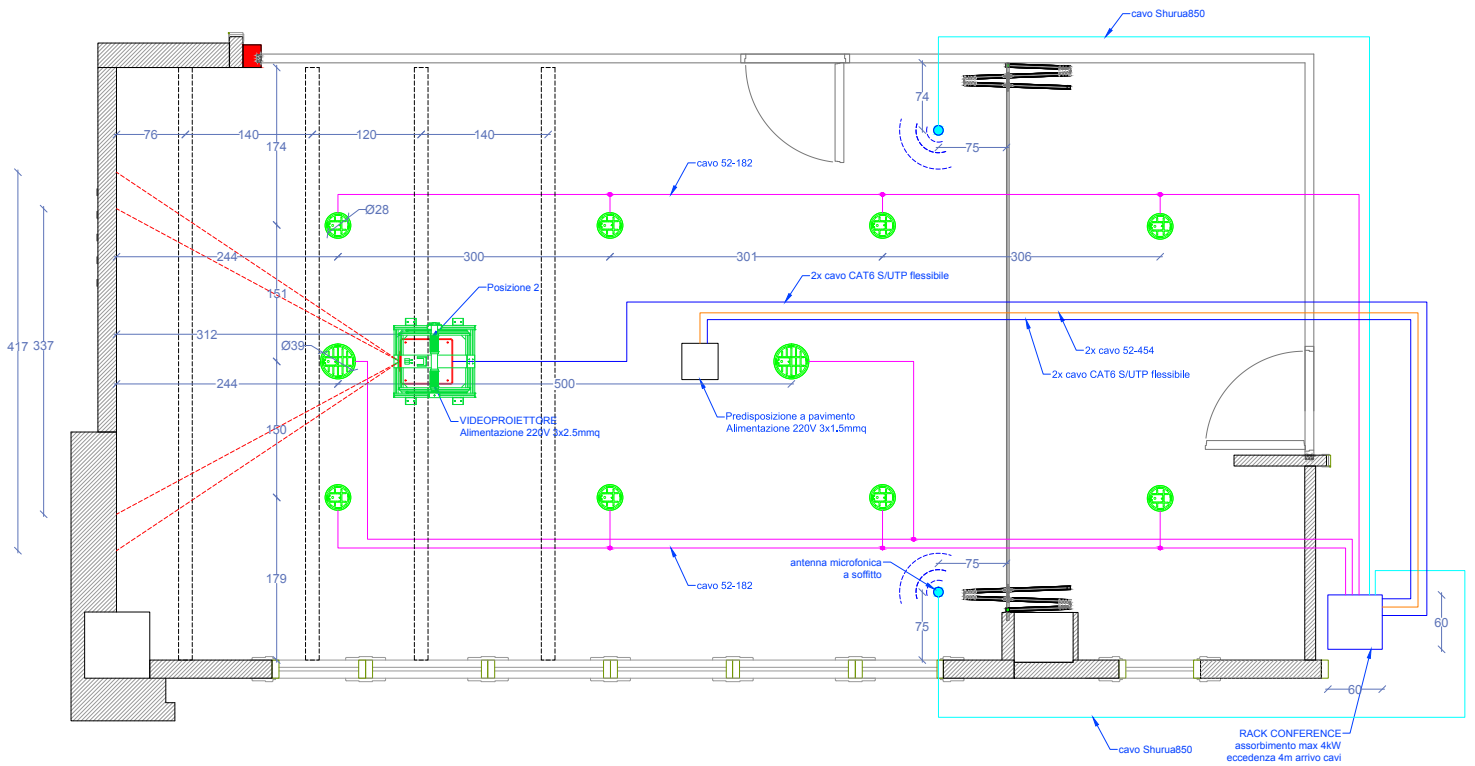 cavo Shurua850
74
76
140
120
140
174
75
cavo 52-182
Ø28
244
300
301
306
2x cavo CAT6 S/UTP flessibile
Posizione 2
151
312
417
337
Ø39
2x cavo 52-454
2x cavo CAT6 S/UTP flessibile
244
500
VIDEOPROIETTORE
Alimentazione 220V 3x2.5mmq
Predisposizione a pavimento
Alimentazione 220V 3x1.5mmq
150
antenna microfonica
a soffitto
75
179
cavo 52-182
75
60
60
RACK CONFERENCE
assorbimento max 4kW
eccedenza 4m arrivo cavi
cavo Shurua850